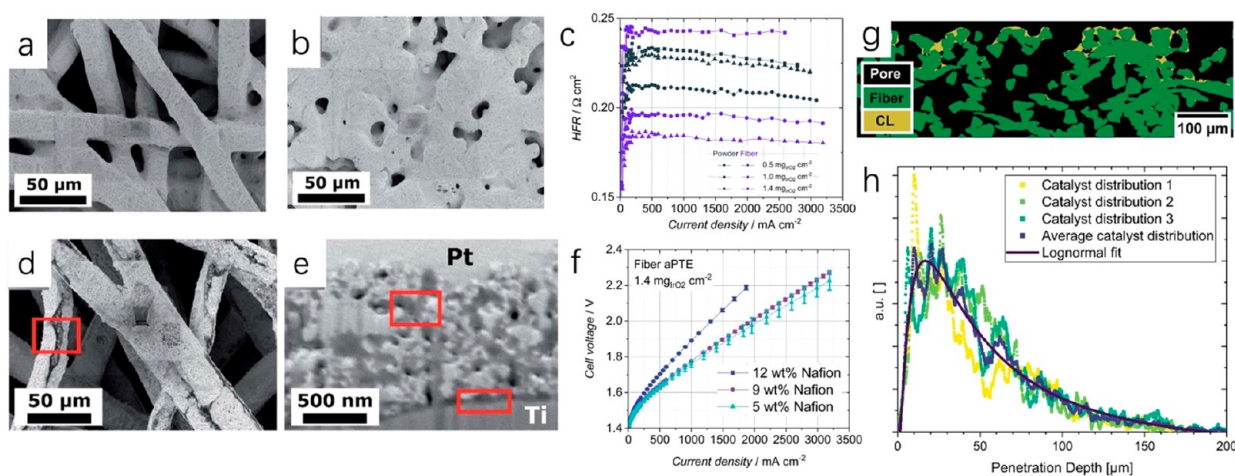 a
50 µm
b
50 µm
c
HFR / Ω cm²
0.25
0.20
0.15
Powder Fiber
0.5 mgIrO2 cm⁻²
1.0 mgIrO2 cm⁻²
1.4 mgIrO2 cm⁻²
0 500 1000 1500 2000 2500 3000 3500
Current density / mA cm⁻²
d
50 µm
e
Pt
500 nm
Ti
f
Fiber aPTE
1.4 mgIrO2 cm⁻²
Cell voltage / V
2.4
2.2
2.0
1.8
1.6
1.4
12 wt% Nafion
9 wt% Nafion
5 wt% Nafion
0 500 1000 1500 2000 2500 3000 3500
Current density / mA cm⁻²
g
Pore
Fiber
CL
100 µm
h
Catalyst distribution 1
Catalyst distribution 2
Catalyst distribution 3
Average catalyst distribution
Lognormal fit
a.u. [ ]
0 50 100 150 200
Penetration Depth [µm]